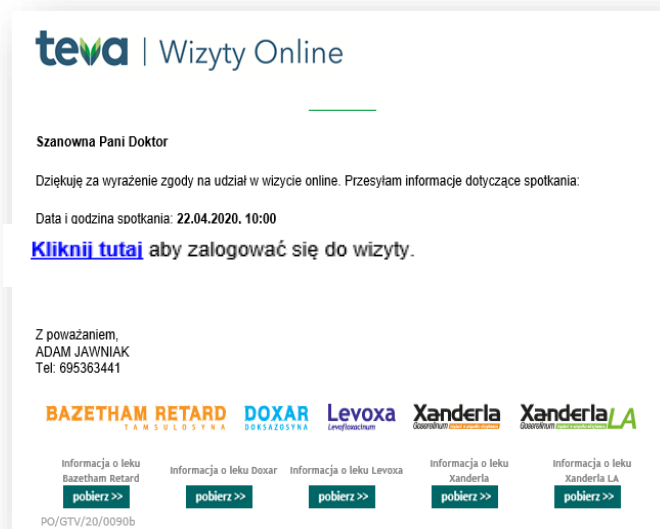 teva | Wizyty Online
Szanowna Pani Doktor
Dziękuję za wyrażenie zgody na udział w wizycie online. Przesyłam informacje dotyczące spotkania:
Data i godzina spotkania: 22.04.2020. 10:00
Kliknij tutaj aby zalogować się do wizyty.
Z poważaniem,
ADAM JAWNIAK
Tel: 695363441
BAZETHAM RETARD DOXAR Levoxa Xanderla Xanderla LA
TAMSULOSYNA DOKSAZOSYNA Levofloxacinum Goserelinum Goserelinum
Informacja o leku Bazetham Retard
Informacja o leku Doxar
Informacja o leku Levoxa
Informacja o leku Xanderla
Informacja o leku Xanderla LA
pobierz >> pobierz >> pobierz >> pobierz >> pobierz >>
PO/GTV/20/0090b